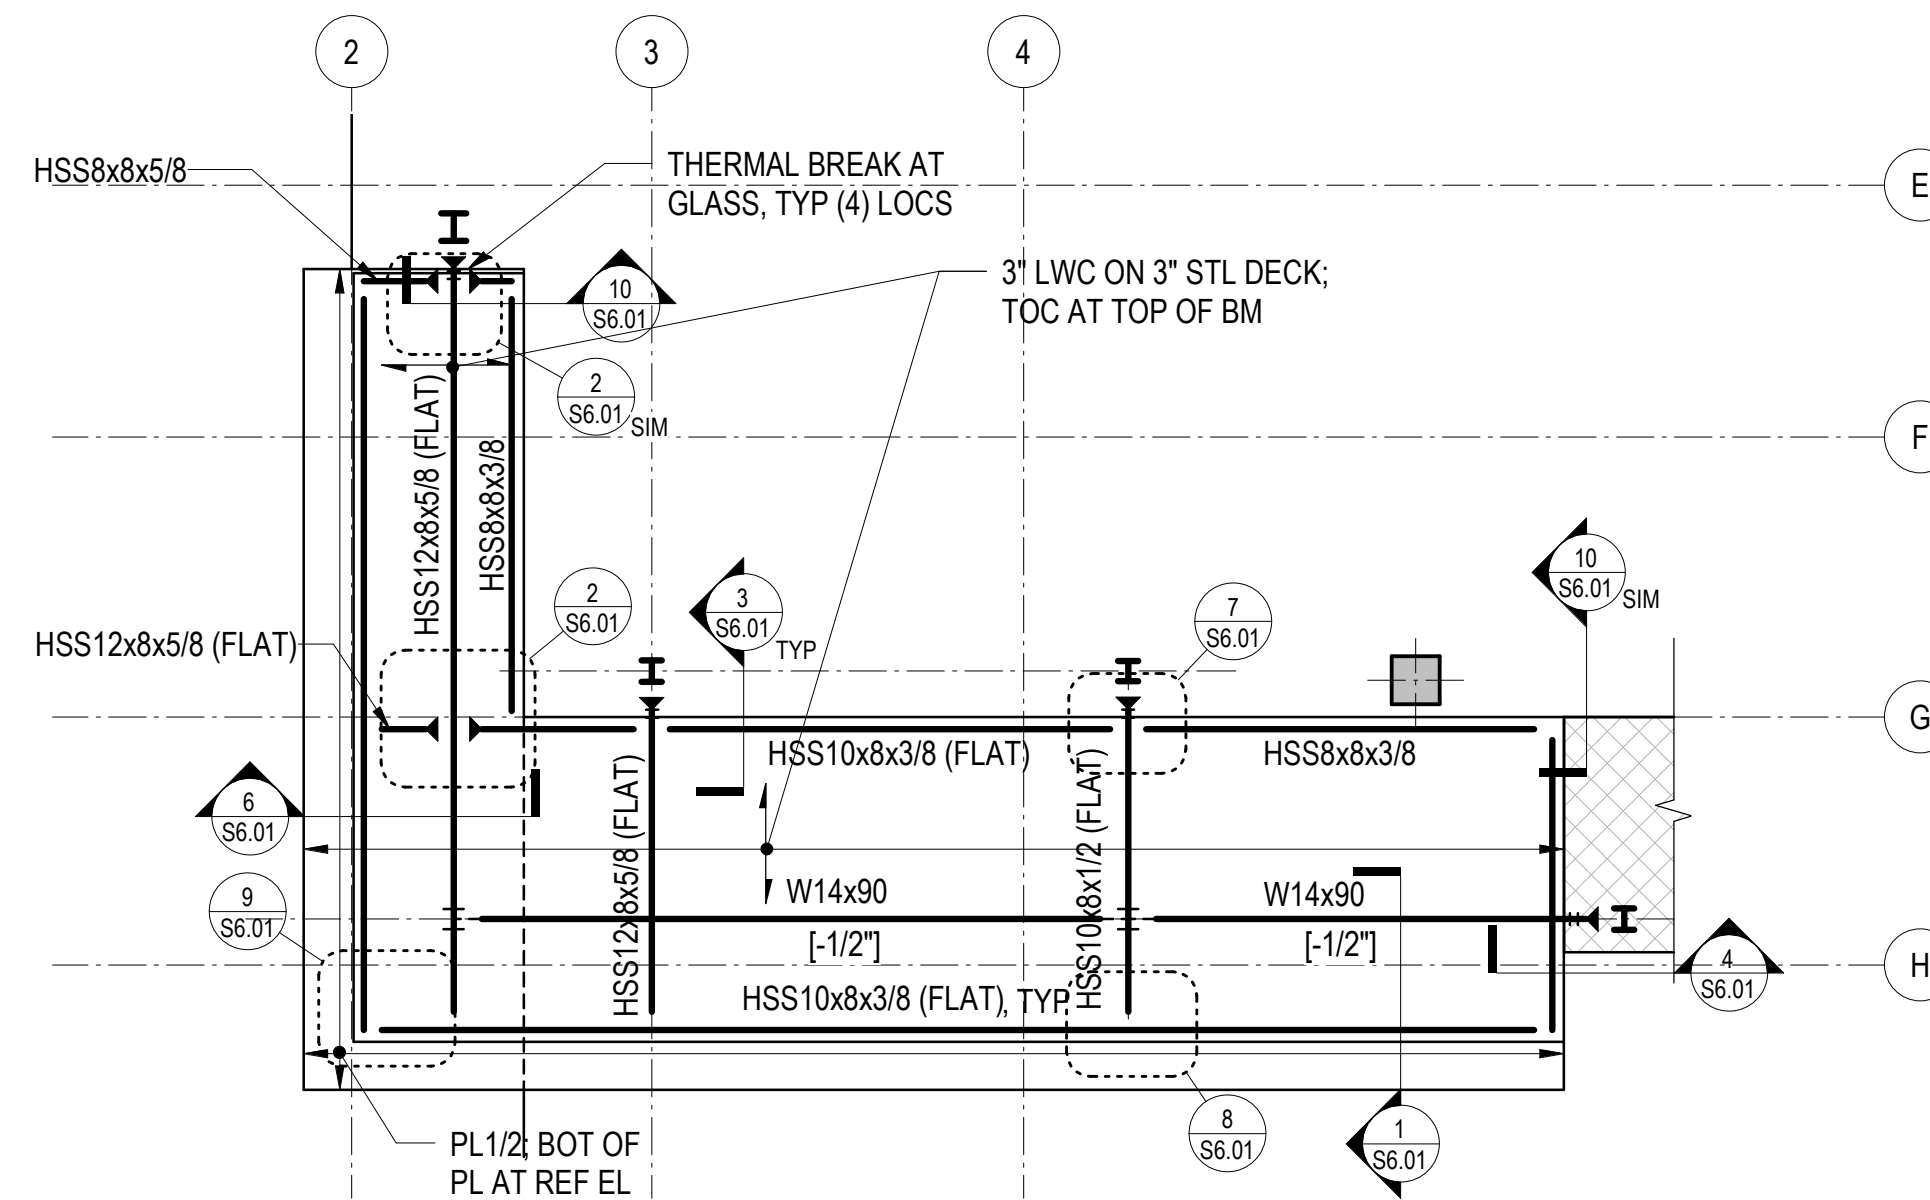 2
3
4
HSS8x8x5/8
THERMAL BREAK AT
GLASS, TYP (4) LOCS
E
3" LWC ON 3" STL DECK;
TOC AT TOP OF BM
10
S6.01
2
S6.01
SIM
F
HSS12x8x5/8 (FLAT)
HSS8x8x3/8
10
S6.01
SIM
2
S6.01
3
S6.01
TYP
7
S6.01
HSS12x8x5/8 (FLAT)
G
HSS10x8x3/8 (FLAT)
HSS8x8x3/8
HSS12x8x5/8 (FLAT)
HSS10x8x1/2 (FLAT)
6
S6.01
W14x90
[-1/2"]
W14x90
[-1/2"]
9
S6.01
H
4
S6.01
HSS10x8x3/8 (FLAT), TYP
8
S6.01
1
S6.01
PL1/2; BOT OF
PL AT REF EL